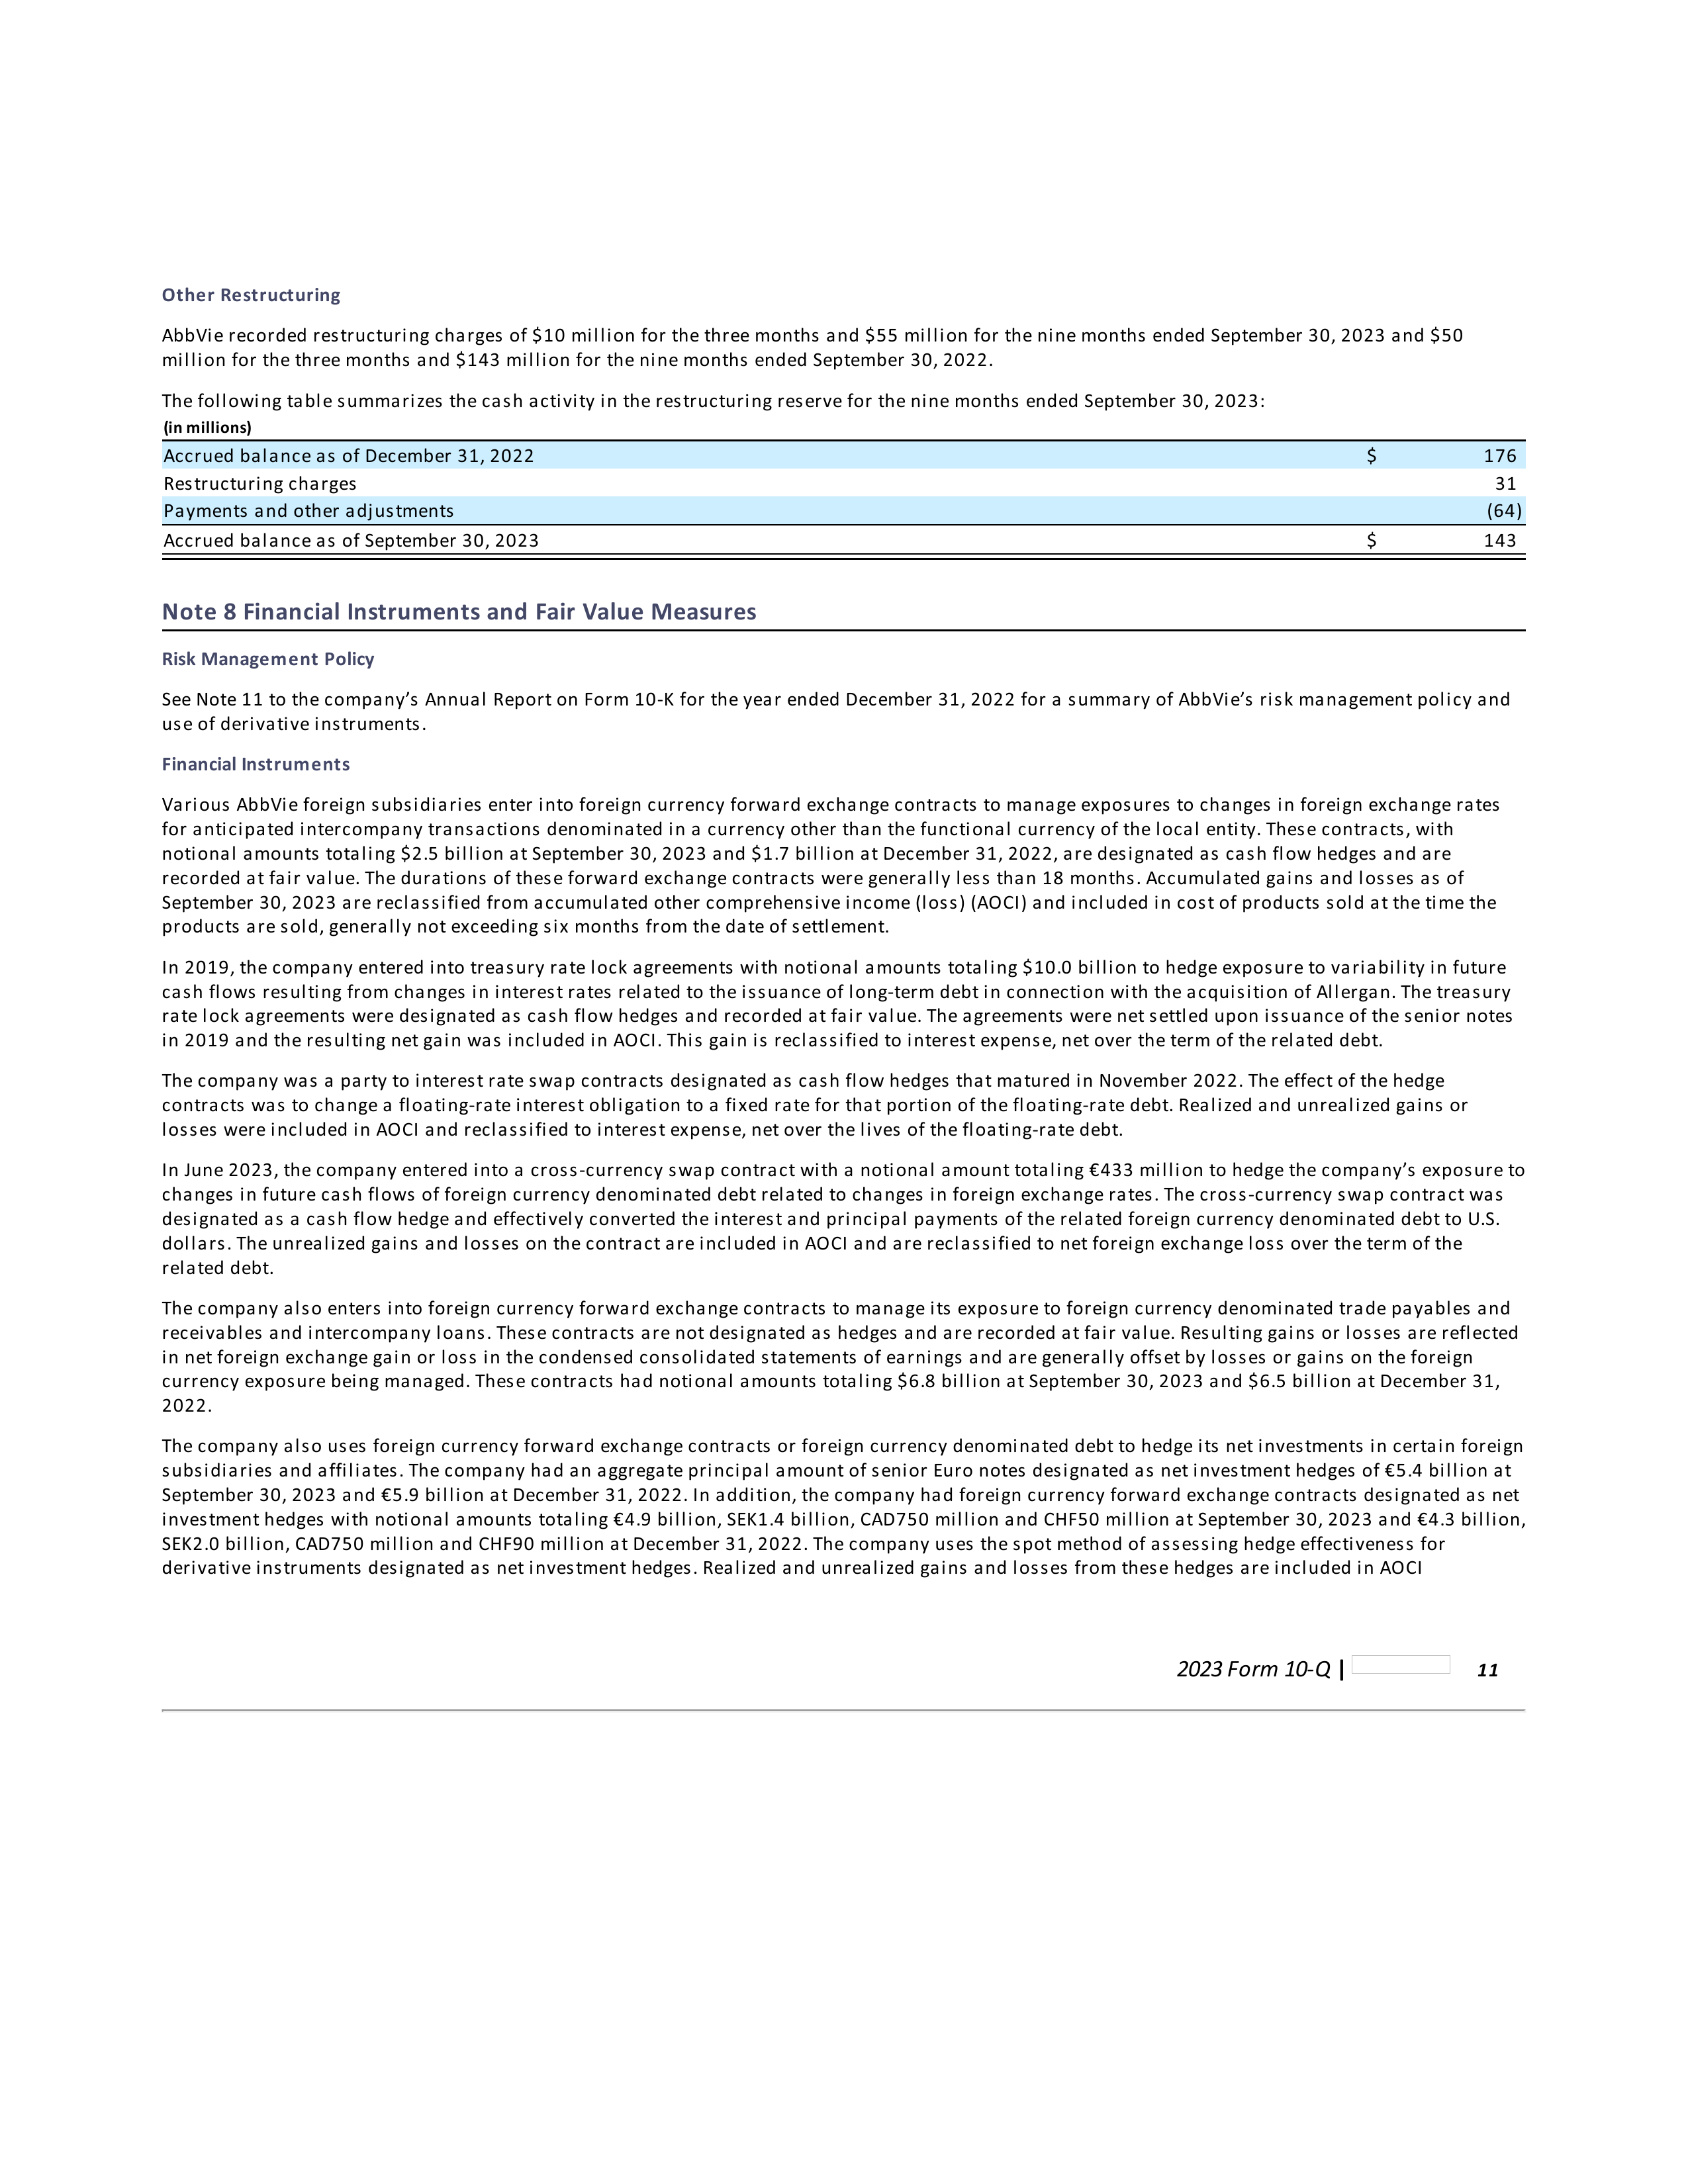 Other Restructuring
AbbVie recorded restructuring charges of $10 million for the three months and $55 million for the nine months ended September 30, 2023 and $50
million for the three months and $143 million for the nine months ended September 30, 2022.
The following table summarizes the cash activity in the restructuring reserve for the nine months ended September 30, 2023:
(in millions)
Accrued balance as of December 31, 2022 $ 176
Restructuring charges 31
Payments and other adjustments (64)
Accrued balance as of September 30, 2023 $ 143
Note 8 Financial Instruments and Fair Value Measures
Risk Management Policy
See Note 11 to the company’s Annual Report on Form 10-K for the year ended December 31, 2022 for a summary of AbbVie’s risk management policy and
use of derivative instruments.
Financial Instruments
Various AbbVie foreign subsidiaries enter into foreign currency forward exchange contracts to manage exposures to changes in foreign exchange rates
for anticipated intercompany transactions denominated in a currency other than the functional currency of the local entity. These contracts, with
notional amounts totaling $2.5 billion at September 30, 2023 and $1.7 billion at December 31, 2022, are designated as cash flow hedges and are
recorded at fair value. The durations of these forward exchange contracts were generally less than 18 months. Accumulated gains and losses as of
September 30, 2023 are reclassified from accumulated other comprehensive income (loss) (AOCI) and included in cost of products sold at the time the
products are sold, generally not exceeding six months from the date of settlement.
In 2019, the company entered into treasury rate lock agreements with notional amounts totaling $10.0 billion to hedge exposure to variability in future
cash flows resulting from changes in interest rates related to the issuance of long-term debt in connection with the acquisition of Allergan. The treasury
rate lock agreements were designated as cash flow hedges and recorded at fair value. The agreements were net settled upon issuance of the senior notes
in 2019 and the resulting net gain was included in AOCI. This gain is reclassified to interest expense, net over the term of the related debt.
The company was a party to interest rate swap contracts designated as cash flow hedges that matured in November 2022. The effect of the hedge
contracts was to change a floating-rate interest obligation to a fixed rate for that portion of the floating-rate debt. Realized and unrealized gains or
losses were included in AOCI and reclassified to interest expense, net over the lives of the floating-rate debt.
In June 2023, the company entered into a cross-currency swap contract with a notional amount totaling €433 million to hedge the company’s exposure to
changes in future cash flows of foreign currency denominated debt related to changes in foreign exchange rates. The cross-currency swap contract was
designated as a cash flow hedge and effectively converted the interest and principal payments of the related foreign currency denominated debt to U.S.
dollars. The unrealized gains and losses on the contract are included in AOCI and are reclassified to net foreign exchange loss over the term of the
related debt.
The company also enters into foreign currency forward exchange contracts to manage its exposure to foreign currency denominated trade payables and
receivables and intercompany loans. These contracts are not designated as hedges and are recorded at fair value. Resulting gains or losses are reflected
in net foreign exchange gain or loss in the condensed consolidated statements of earnings and are generally offset by losses or gains on the foreign
currency exposure being managed. These contracts had notional amounts totaling $6.8 billion at September 30, 2023 and $6.5 billion at December 31,
2022.
The company also uses foreign currency forward exchange contracts or foreign currency denominated debt to hedge its net investments in certain foreign
subsidiaries and affiliates. The company had an aggregate principal amount of senior Euro notes designated as net investment hedges of €5.4 billion at
September 30, 2023 and €5.9 billion at December 31, 2022. In addition, the company had foreign currency forward exchange contracts designated as net
investment hedges with notional amounts totaling €4.9 billion, SEK1.4 billion, CAD750 million and CHF50 million at September 30, 2023 and €4.3 billion,
SEK2.0 billion, CAD750 million and CHF90 million at December 31, 2022. The company uses the spot method of assessing hedge effectiveness for
derivative instruments designated as net investment hedges. Realized and unrealized gains and losses from these hedges are included in AOCI
2023 Form 10-Q | 11